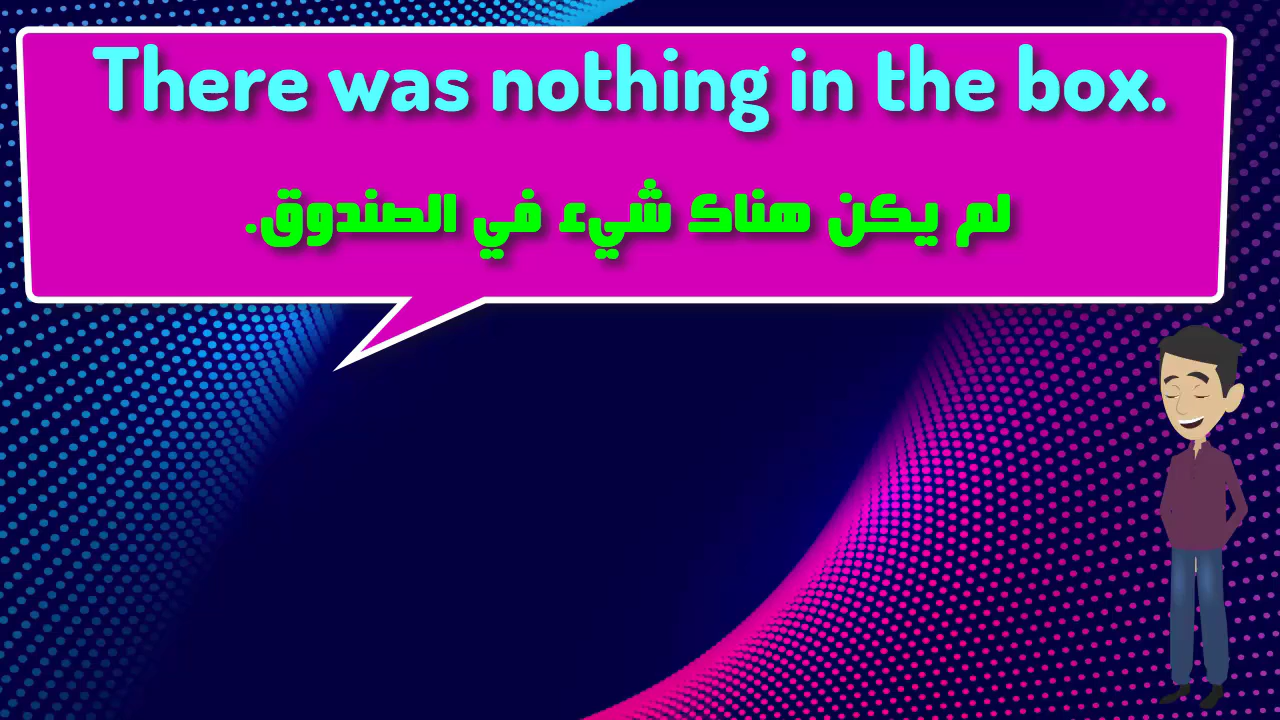 There was nothing in the box.
لم يكن هناك شيء في الصندوق.